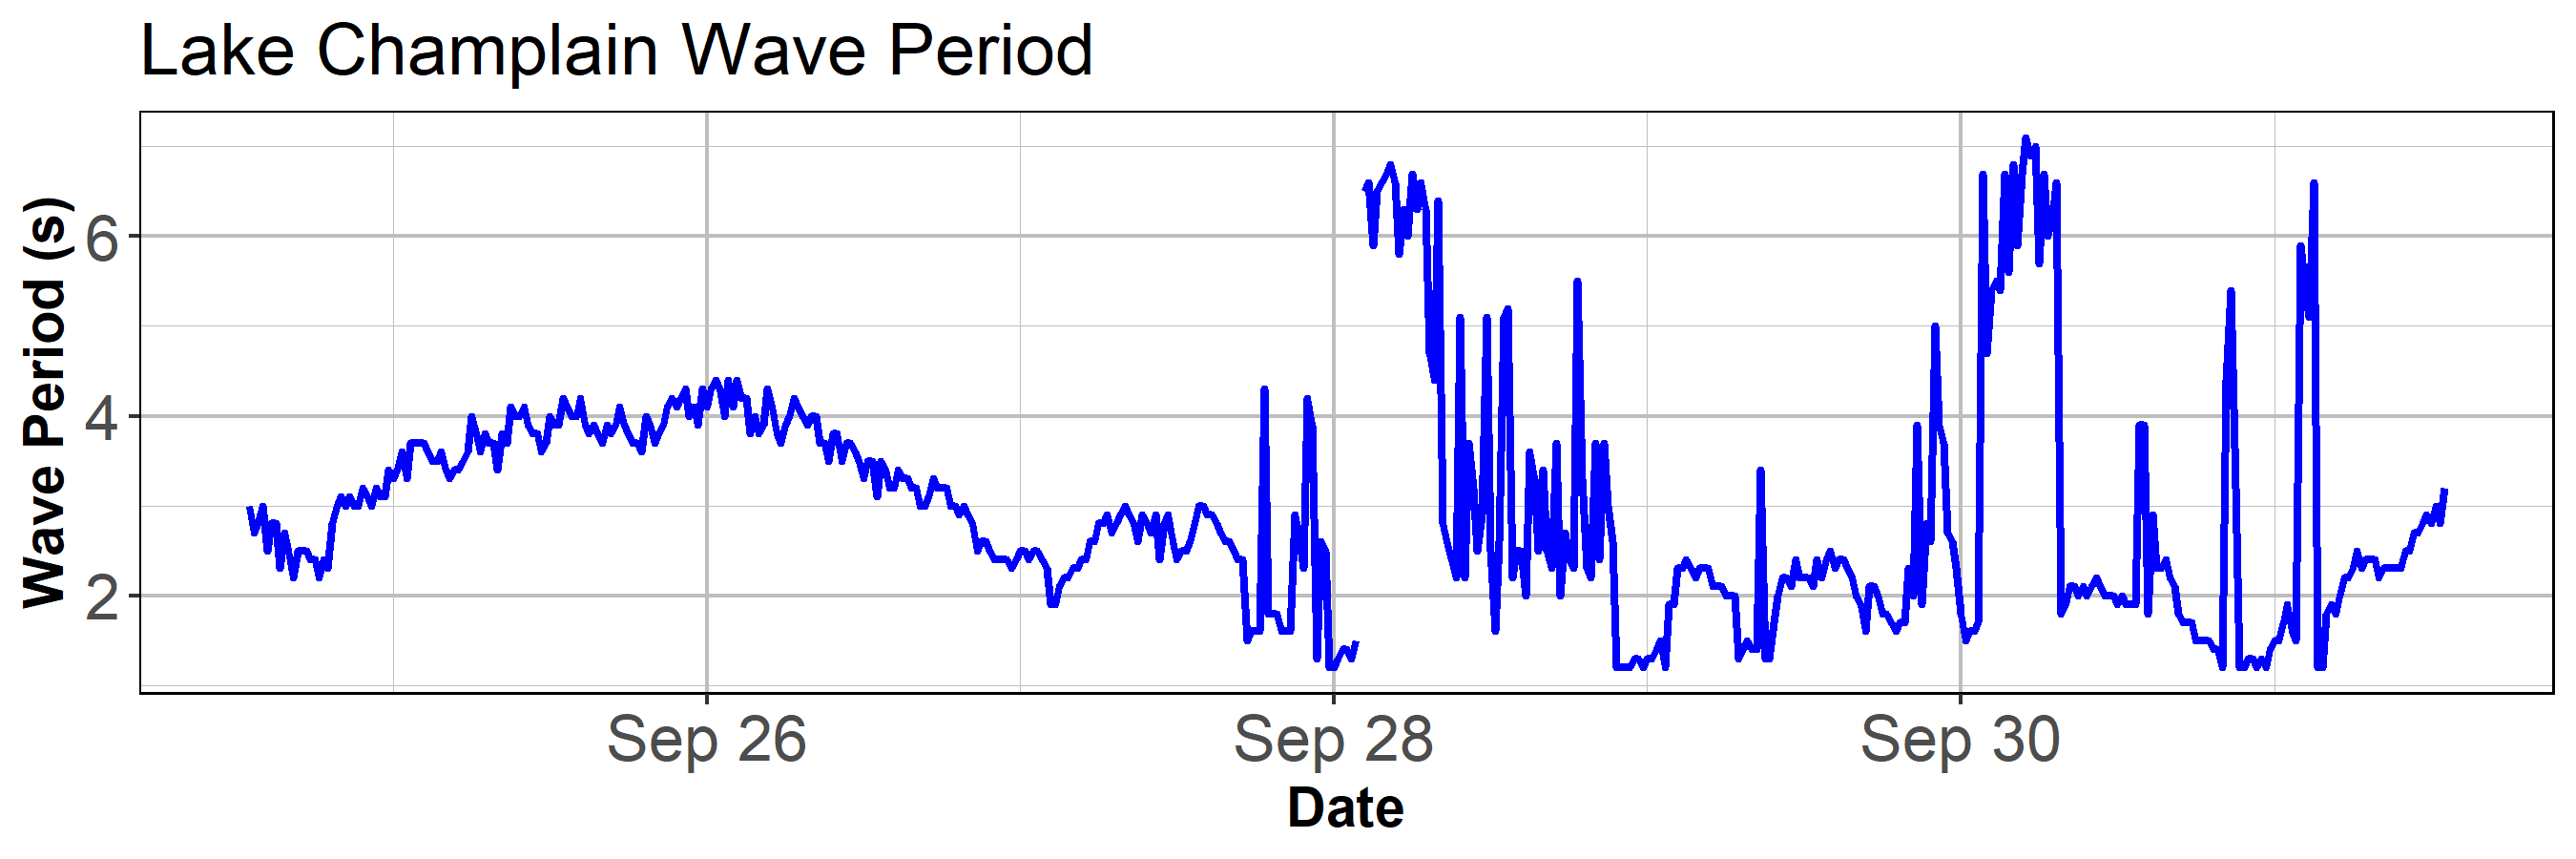 Lake Champlain Wave Period
Wave Period (s)
6
4
2
Sep 26
Sep 28
Sep 30
Date